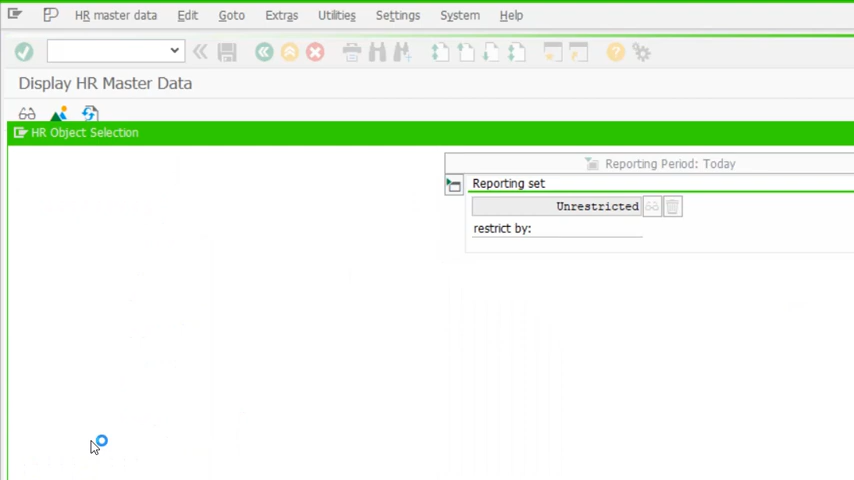 HR master data Edit Goto Extras Utilities Settings System Help
Display HR Master Data
HR Object Selection
Reporting Period: Today
Reporting set
Unrestricted
restrict by: